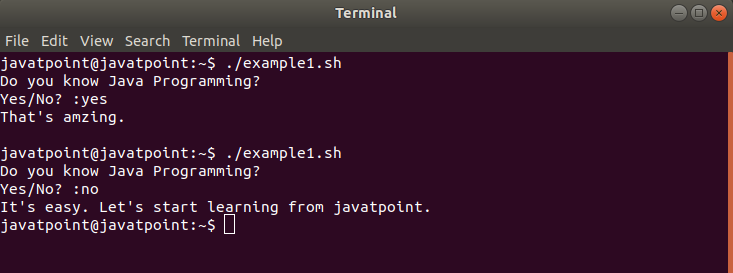 Terminal
File Edit View Search Terminal Help
javatpoint@javatpoint:~$ ./example1.sh
Do you know Java Programming?
Yes/No? :yes
That's amzing.
javatpoint@javatpoint:~$ ./example1.sh
Do you know Java Programming?
Yes/No? :no
It's easy. Let's start learning from javatpoint.
javatpoint@javatpoint:~$